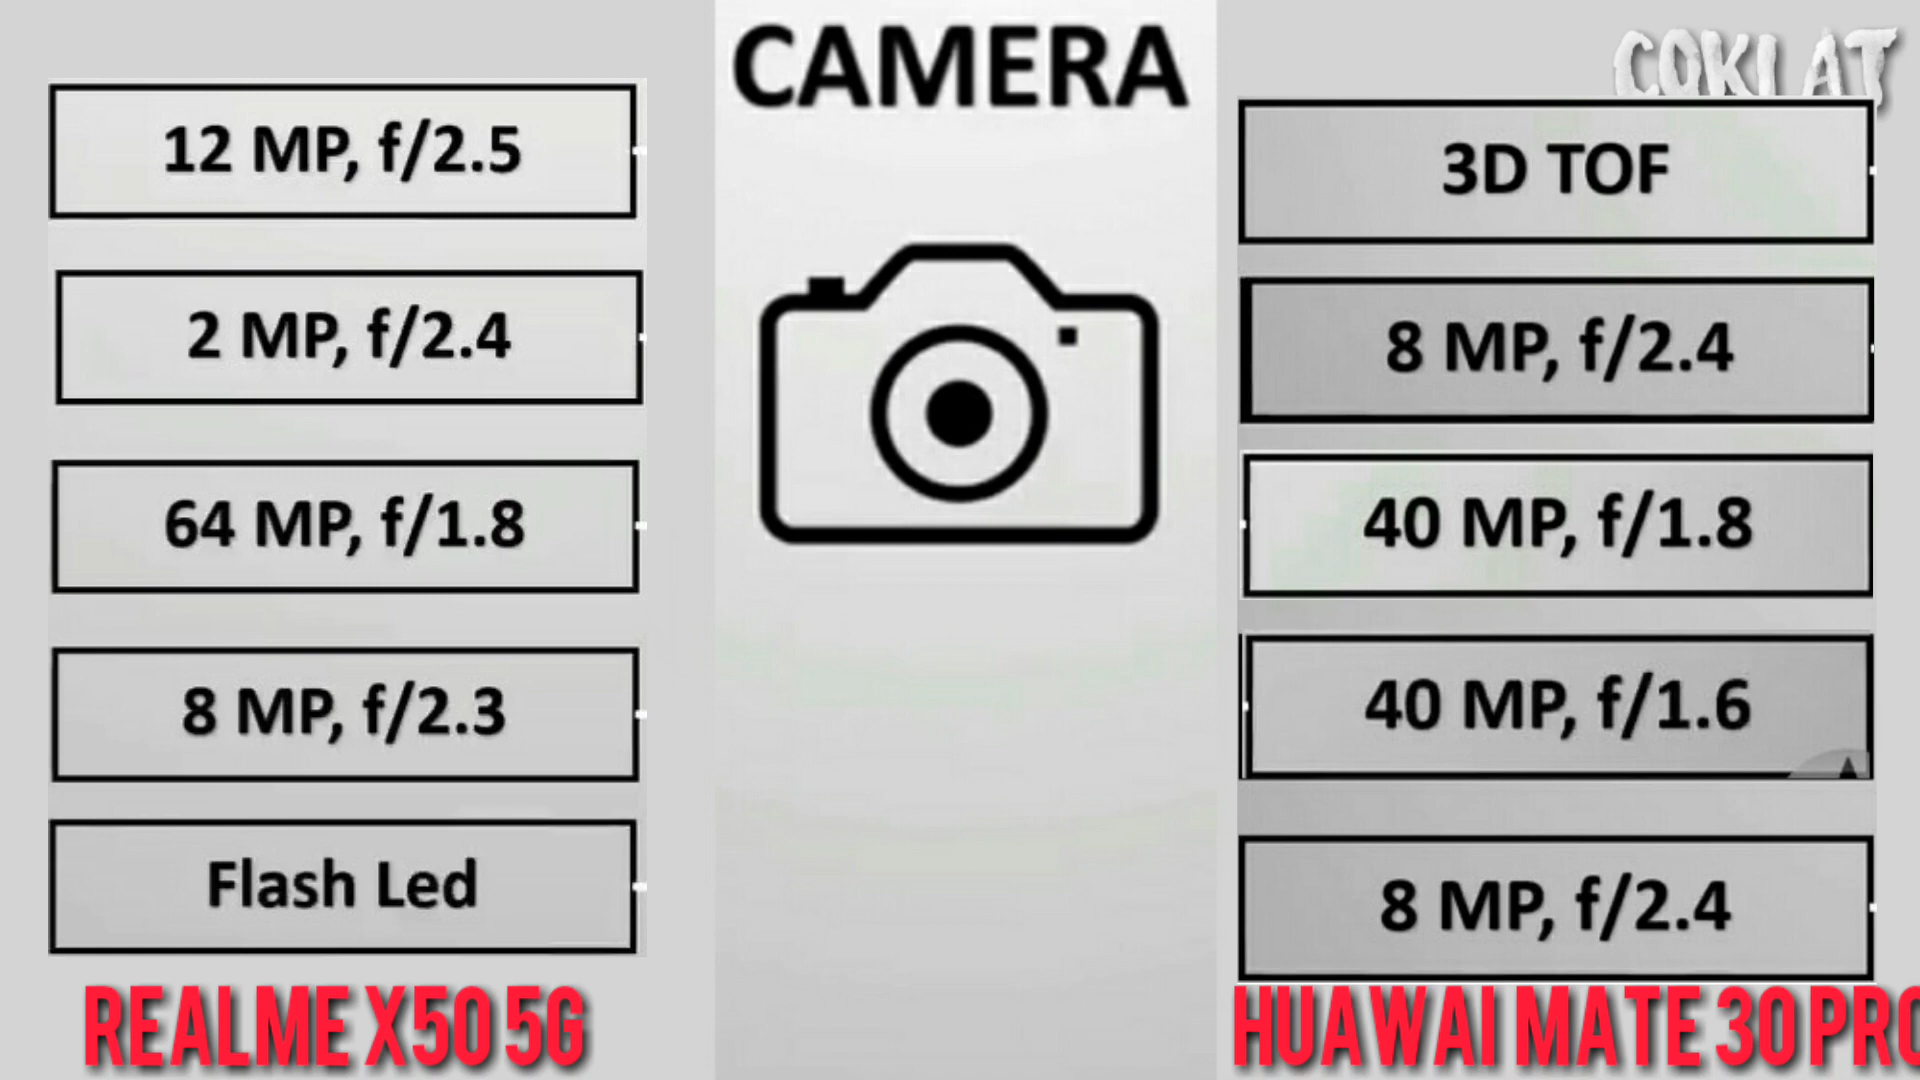 CAMERA
COKLAT
12 MP, f/2.5
2 MP, f/2.4
64 MP, f/1.8
8 MP, f/2.3
Flash Led
REALME X50 5G
3D TOF
8 MP, f/2.4
40 MP, f/1.8
40 MP, f/1.6
8 MP, f/2.4
HUAWAI MATE 30 PRO